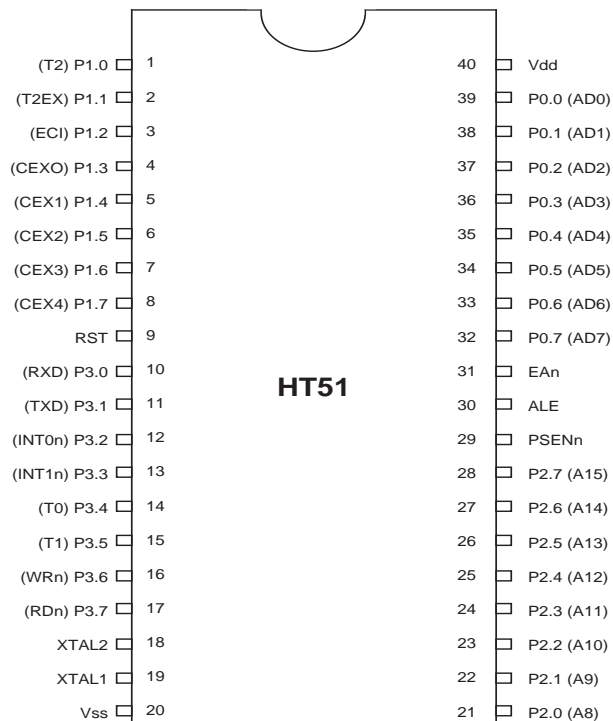 (T2) P1.0 1 40 Vdd
(T2EX) P1.1 2 39 P0.0 (AD0)
(ECI) P1.2 3 38 P0.1 (AD1)
(CEXO) P1.3 4 37 P0.2 (AD2)
(CEX1) P1.4 5 36 P0.3 (AD3)
(CEX2) P1.5 6 35 P0.4 (AD4)
(CEX3) P1.6 7 34 P0.5 (AD5)
(CEX4) P1.7 8 33 P0.6 (AD6)
RST 9 32 P0.7 (AD7)
(RXD) P3.0 10 31 EAn
HT51
(TXD) P3.1 11 30 ALE
(INT0n) P3.2 12 29 PSENn
(INT1n) P3.3 13 28 P2.7 (A15)
(T0) P3.4 14 27 P2.6 (A14)
(T1) P3.5 15 26 P2.5 (A13)
(WRn) P3.6 16 25 P2.4 (A12)
(RDn) P3.7 17 24 P2.3 (A11)
XTAL2 18 23 P2.2 (A10)
XTAL1 19 22 P2.1 (A9)
Vss 20 21 P2.0 (A8)